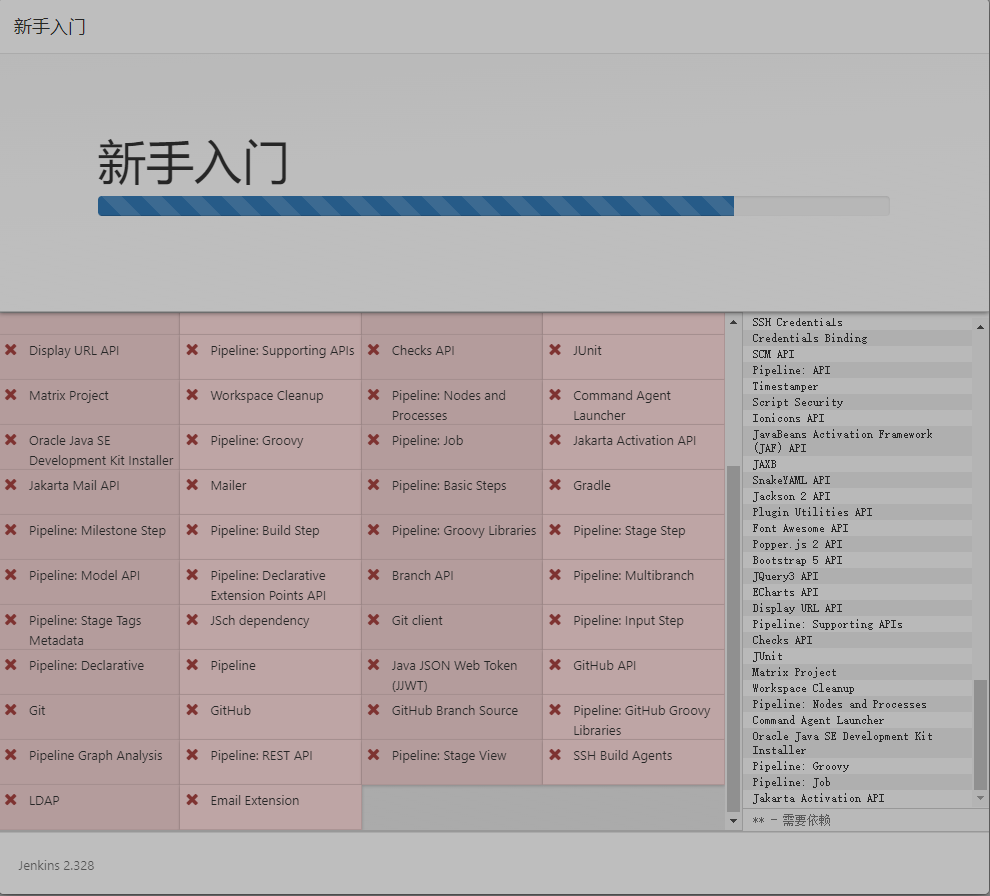 新手入门
新手入门
Display URL API
Pipeline: Supporting APIs
Checks API
JUnit
Matrix Project
Workspace Cleanup
Pipeline: Nodes and
Processes
Command Agent
Launcher
Oracle Java SE
Development Kit Installer
Pipeline: Groovy
Pipeline: Job
Jakarta Activation API
Jakarta Mail API
Mailer
Pipeline: Basic Steps
Gradle
Pipeline: Milestone Step
Pipeline: Build Step
Pipeline: Groovy Libraries
Pipeline: Stage Step
Pipeline: Model API
Pipeline: Declarative
Extension Points API
Branch API
Pipeline: Multibranch
Pipeline: Stage Tags
Metadata
JSch dependency
Git client
Pipeline: Input Step
Pipeline: Declarative
Pipeline
Java JSON Web Token
(JJWT)
GitHub API
Git
GitHub
GitHub Branch Source
Pipeline: GitHub Groovy
Libraries
Pipeline Graph Analysis
Pipeline: REST API
Pipeline: Stage View
SSH Build Agents
LDAP
Email Extension
SSH Credentials
Credentials Binding
SCM API
Pipeline: API
Timestamper
Script Security
Ionicons API
JavaBeans Activation Framework
(JAF) API
JAXB
SnakeYAML API
Jackson 2 API
Plugin Utilities API
Font Awesome API
Popper.js 2 API
Bootstrap 5 API
JQuery3 API
ECharts API
Display URL API
Pipeline: Supporting APIs
Checks API
JUnit
Matrix Project
Workspace Cleanup
Pipeline: Nodes and Processes
Command Agent Launcher
Oracle Java SE Development Kit
Installer
Pipeline: Groovy
Pipeline: Job
Jakarta Activation API
** - 需要依赖
Jenkins 2.328